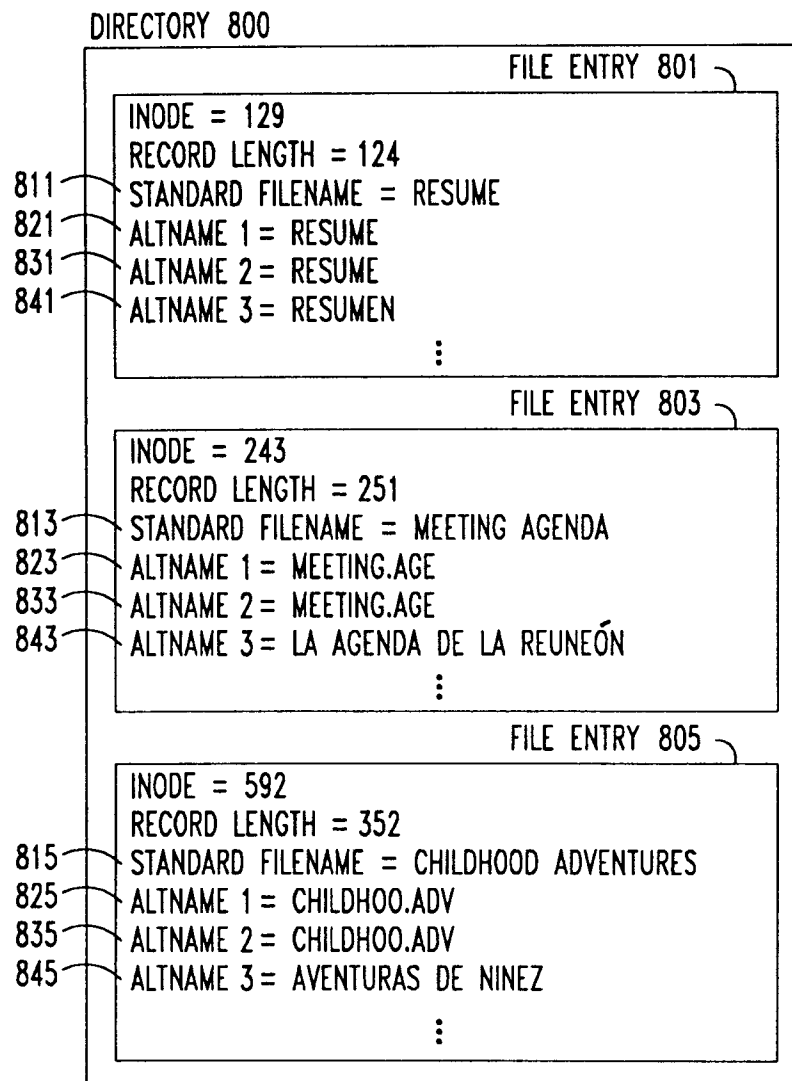 DIRECTORY 800
FILE ENTRY 801
INODE = 129
RECORD LENGTH = 124
811 STANDARD FILENAME = RESUME
821 ALTNAME 1 = RESUME
831 ALTNAME 2 = RESUME
841 ALTNAME 3 = RESUMEN
⋮
FILE ENTRY 803
INODE = 243
RECORD LENGTH = 251
813 STANDARD FILENAME = MEETING AGENDA
823 ALTNAME 1 = MEETING.AGE
833 ALTNAME 2 = MEETING.AGE
843 ALTNAME 3 = LA AGENDA DE LA REUNEÓN
⋮
FILE ENTRY 805
INODE = 592
RECORD LENGTH = 352
815 STANDARD FILENAME = CHILDHOOD ADVENTURES
825 ALTNAME 1 = CHILDHOO.ADV
835 ALTNAME 2 = CHILDHOO.ADV
845 ALTNAME 3 = AVENTURAS DE NINEZ
⋮